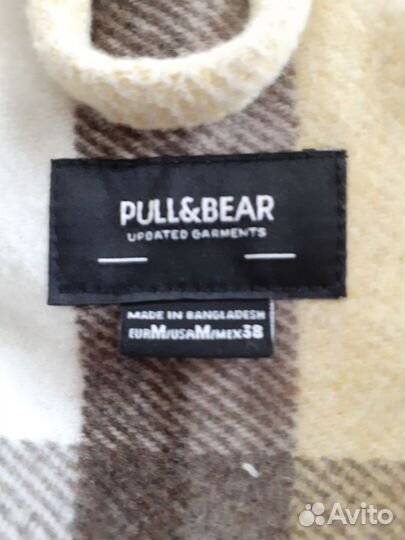 PULL&BEAR
UPDATED GARMENTS
MADE IN BANGLADESH
EURM/USAM/MEX38
Avito